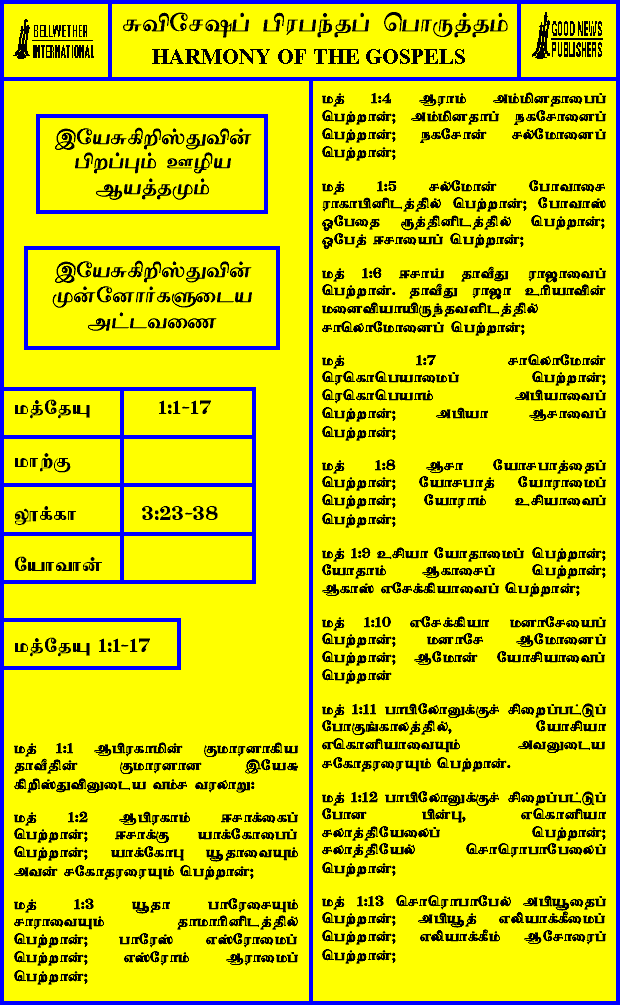 BELLWETHER
INTERNATIONAL
சுவிசேஷப் பிரபந்தப் பொருத்தம்
HARMONY OF THE GOSPELS
GOOD NEWS
PUBLISHERS
இயேசுகிறிஸ்துவின்
பிறப்பும் ஊழிய
ஆயத்தமும்
இயேசுகிறிஸ்துவின்
முன்னோர்களுடைய
அட்டவணை
மத்தேயு 1:1-17
மாற்கு
லூக்கா 3:23-38
யோவான்
மத்தேயு 1:1-17
மத் 1:1 ஆபிரகாமின் குமாரனாகிய
தாவீதின் குமாரனான இயேசு
கிறிஸ்துவினுடைய வம்ச வரலாறு:
மத் 1:2 ஆபிரகாம் ஈசாக்கைப்
பெற்றான்; ஈசாக்கு யாக்கோபைப்
பெற்றான்; யாக்கோபு யூதாவையும்
அவன் சகோதரரையும் பெற்றான்;
மத் 1:3 யூதா பாரேசையும்
சாராவையும் தாமாரினிடத்தில்
பெற்றான்; பாரேஸ் எஸ்ரோமைப்
பெற்றான்; எஸ்ரோம் ஆராமைப்
பெற்றான்;
மத் 1:4 ஆராம் அம்மினதாபைப்
பெற்றான்; அம்மினதாப் நகசோனைப்
பெற்றான்; நகசோன் சல்மோனைப்
பெற்றான்;
மத் 1:5 சல்மோன் போவாசை
ராகாபினிடத்தில் பெற்றான்; போவாஸ்
ஓபேதை ரூத்தினிடத்தில் பெற்றான்;
ஓபேத் ஈசாயைப் பெற்றான்;
மத் 1:6 ஈசாய் தாவீது ராஜாவைப்
பெற்றான். தாவீது ராஜா உரியாவின்
மனைவியாயிருந்தவளிடத்தில்
சாலொமோனைப் பெற்றான்;
மத் 1:7 சாலொமோன்
ரெகொபெயாமைப் பெற்றான்;
ரெகொபெயாம் அபியாவைப்
பெற்றான்; அபியா ஆசாவைப்
பெற்றான்;
மத் 1:8 ஆசா யோசபாத்தைப்
பெற்றான்; யோசபாத் யோராமைப்
பெற்றான்; யோராம் உசியாவைப்
பெற்றான்;
மத் 1:9 உசியா யோதாமைப் பெற்றான்;
யோதாம் ஆகாசைப் பெற்றான்;
ஆகாஸ் எசேக்கியாவைப் பெற்றான்;
மத் 1:10 எசேக்கியா மனாசேயைப்
பெற்றான்; மனாசே ஆமோனைப்
பெற்றான்; ஆமோன் யோசியாவைப்
பெற்றான்
மத் 1:11 பாபிலோனுக்குச் சிறைப்பட்டுப்
போகுங்காலத்தில், யோசியா
எகொனியாவையும் அவனுடைய
சகோதரரையும் பெற்றான்.
மத் 1:12 பாபிலோனுக்குச் சிறைப்பட்டுப்
போன பின்பு, எகொனியா
சலாத்தியேலைப் பெற்றான்;
சலாத்தியேல் சொரொபாபேலைப்
பெற்றான்;
மத் 1:13 சொரொபாபேல் அபியூதைப்
பெற்றான்; அபியூத் எலியாக்கீமைப்
பெற்றான்; எலியாக்கீம் ஆசோரைப்
பெற்றான்;